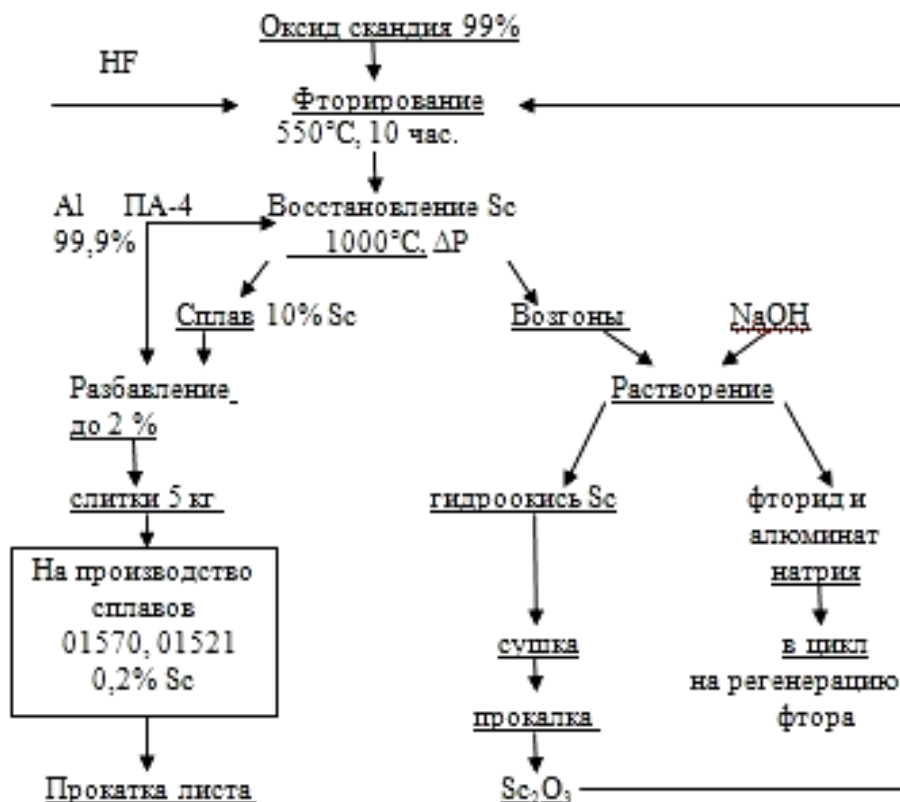 Оксид скандия 99%
HF
Фторирование
550°С, 10 час.
Al ПА-4
99,9%
Восстановление Sc
1000°С, ΔР
Сплав 10% Sc
Возгоны
NaOH
Разбавление
до 2 %
Растворение
слитки 5 кг
гидроокись Sc
фторид и
алюминат
натрия
На производство
сплавов
01570, 01521
0,2% Sc
сушка
в цикл
на регенерацию
фтора
прокалка
Прокатка листа
Sc₂O₃